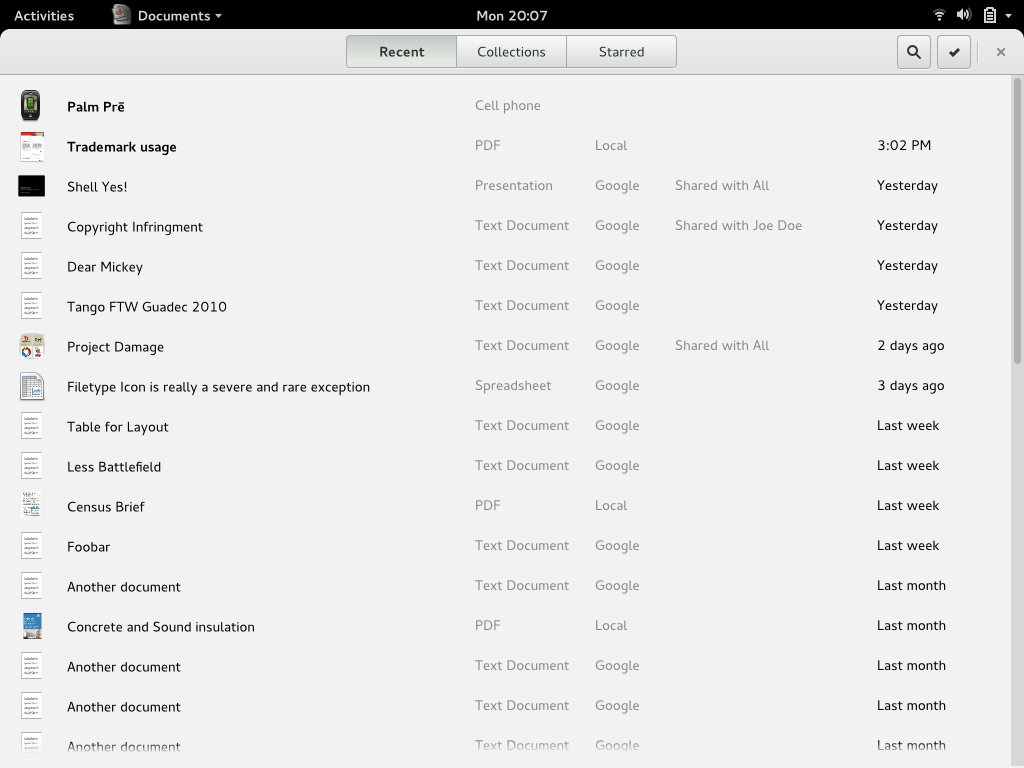 Activities Documents Mon 20:07
Recent Collections Starred
Palm Prē Cell phone
Trademark usage PDF Local 3:02 PM
Shell Yes! Presentation Google Shared with All Yesterday
Copyright Infringment Text Document Google Shared with Joe Doe Yesterday
Dear Mickey Text Document Google Yesterday
Tango FTW Guadec 2010 Text Document Google Yesterday
Project Damage Text Document Google Shared with All 2 days ago
Filetype Icon is really a severe and rare exception Spreadsheet Google 3 days ago
Table for Layout Text Document Google Last week
Less Battlefield Text Document Google Last week
Census Brief PDF Local Last week
Foobar Text Document Google Last week
Another document Text Document Google Last month
Concrete and Sound insulation PDF Local Last month
Another document Text Document Google Last month
Another document Text Document Google Last month
Another document Text Document Google Last month